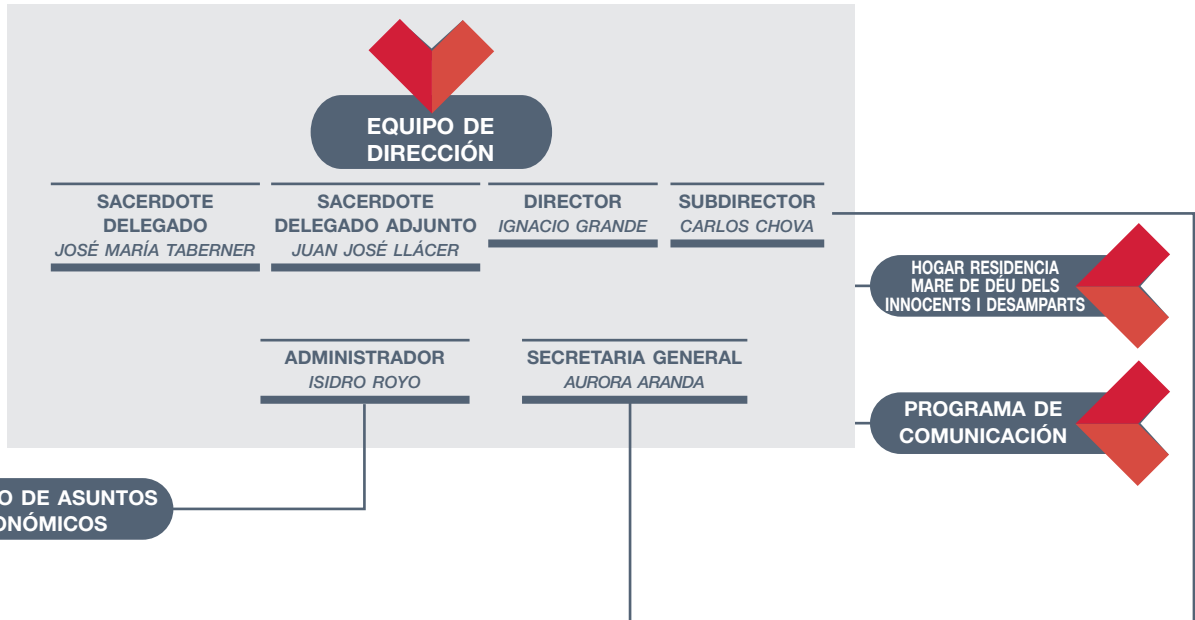 EQUIPO DE
DIRECCIÓN
SACERDOTE
DELEGADO
JOSÉ MARÍA TABERNER
SACERDOTE
DELEGADO ADJUNTO
JUAN JOSÉ LLÁCER
DIRECTOR
IGNACIO GRANDE
SUBDIRECTOR
CARLOS CHOVA
HOGAR RESIDENCIA
MARE DE DÉU DELS
INNOCENTS I DESAMPARTS
ADMINISTRADOR
ISIDRO ROYO
SECRETARIA GENERAL
AURORA ARANDA
PROGRAMA DE
COMUNICACIÓN
DE ASUNTOS